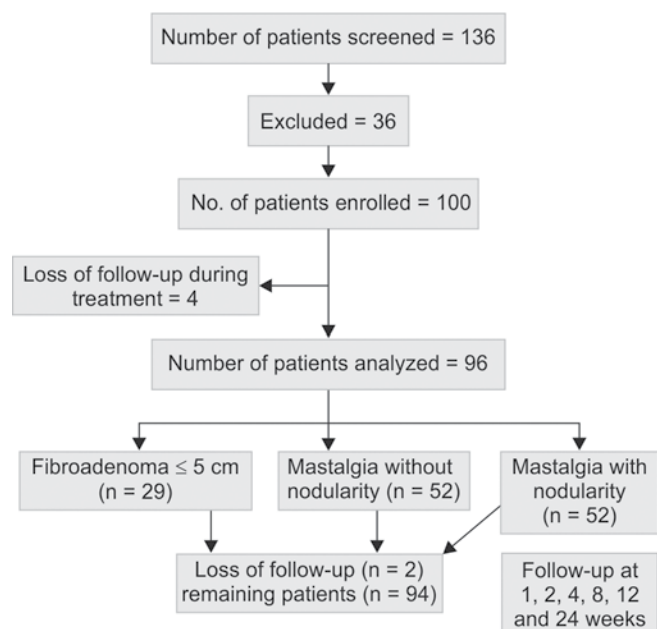 Number of patients screened = 136
Excluded = 36
No. of patients enrolled = 100
Loss of follow-up during
treatment = 4
Number of patients analyzed = 96
Fibroadenoma ≤ 5 cm
(n = 29)
Mastalgia without
nodularity (n = 52)
Mastalgia with
nodularity
(n = 52)
Loss of follow-up (n = 2)
remaining patients (n = 94)
Follow-up at
1, 2, 4, 8, 12
and 24 weeks